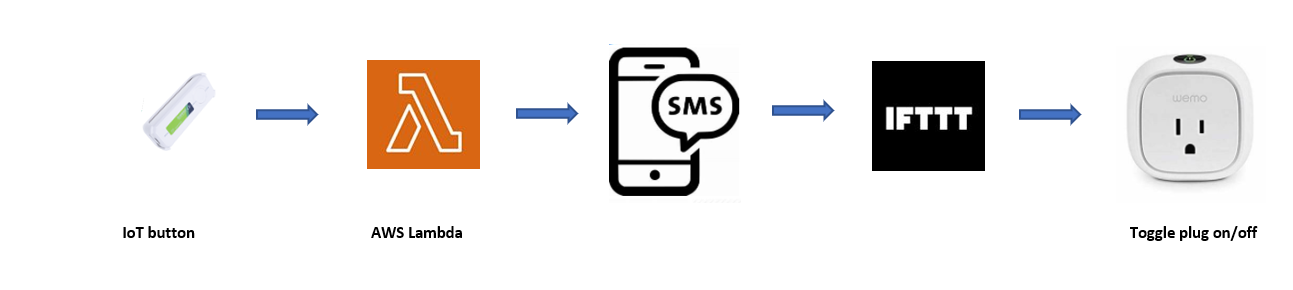 SMS
IFTTT
wemo
IoT button
AWS Lambda
Toggle plug on/off